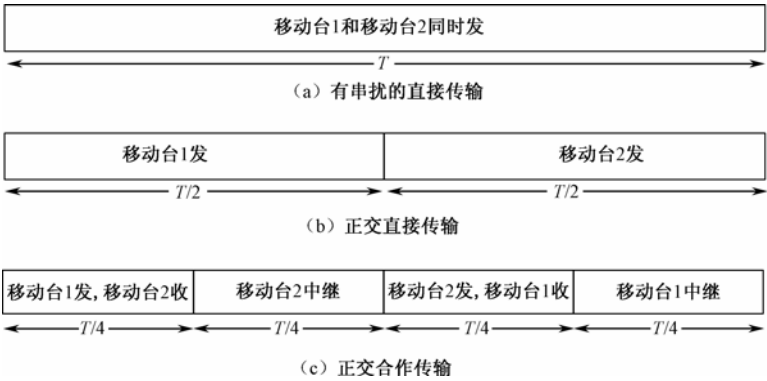 移动台1和移动台2同时发
T
（a）有串扰的直接传输
移动台1发 移动台2发
T/2 T/2
（b）正交直接传输
移动台1发,移动台2收 移动台2中继 移动台2发,移动台1收 移动台1中继
T/4 T/4 T/4 T/4
（c）正交合作传输